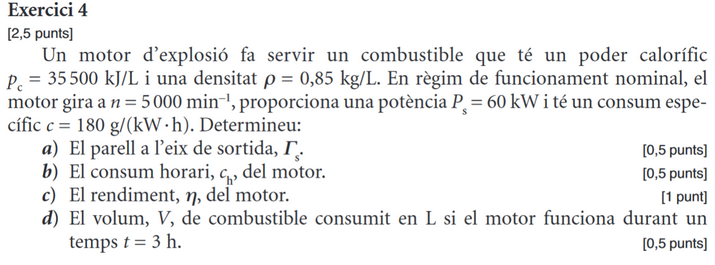 Exercici 4
[2,5 punts]
Un motor d’explosió fa servir un combustible que té un poder calorífic
p_c = 35 500 kJ/L i una densitat ρ = 0,85 kg/L. En règim de funcionament nominal, el
motor gira a n = 5 000 min⁻¹, proporciona una potència P_s = 60 kW i té un consum espe-
cífic c = 180 g/(kW · h). Determineu:
a) El parell a l’eix de sortida, Γ_s. [0,5 punts]
b) El consum horari, c_h, del motor. [0,5 punts]
c) El rendiment, η, del motor. [1 punt]
d) El volum, V, de combustible consumit en L si el motor funciona durant un
temps t = 3 h. [0,5 punts]